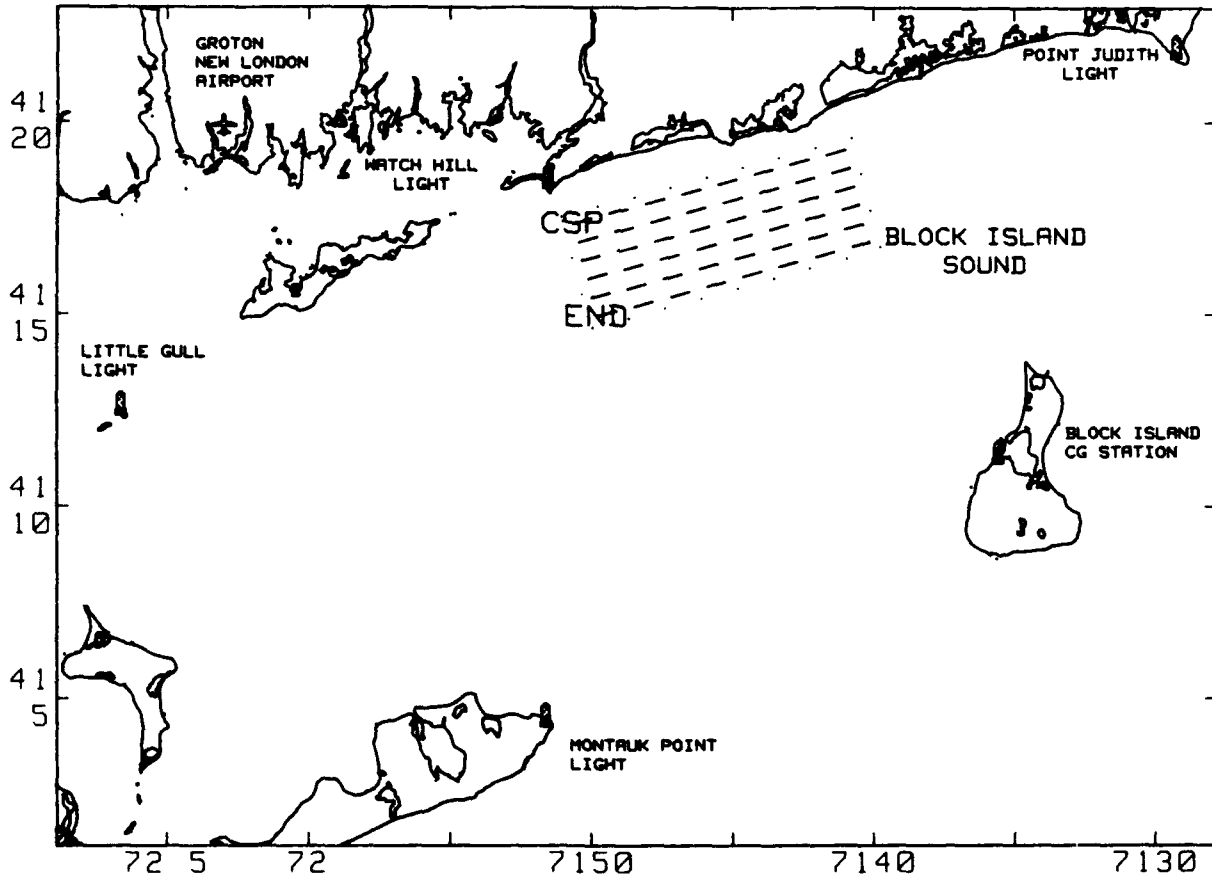 GROTON
NEW LONDON
AIRPORT
POINT JUDITH
LIGHT
41
20
WATCH HILL
LIGHT
CSP
BLOCK ISLAND
SOUND
41
15
END
LITTLE GULL
LIGHT
BLOCK ISLAND
CG STATION
41
10
41
5
MONTAUK POINT
LIGHT
72 5
72
7150
7140
7130